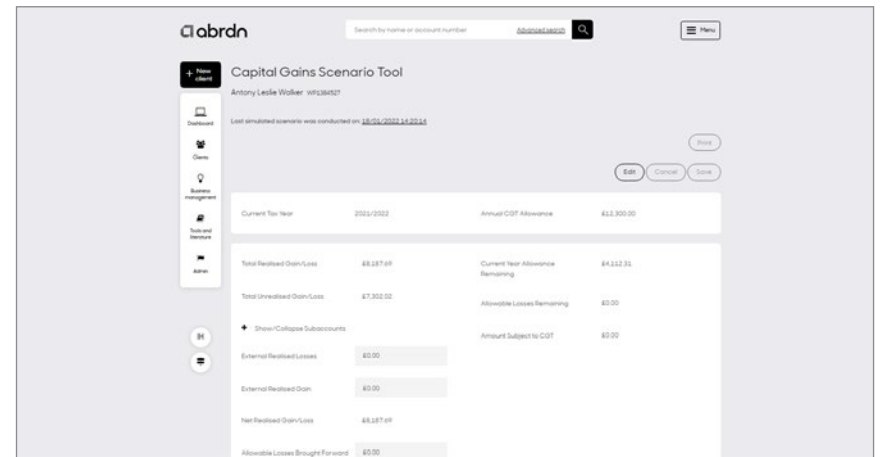 abrdn
Search by name or account number
Advanced search
Menu
+ New client
Capital Gains Scenario Tool
Antony Leslie Walker WP1384527
Last simulated scenario was conducted on: 18/01/2022 14:20:14
Dashboard
Clients
Business management
Tools and literature
Admin
Print
Edit
Cancel
Save
Current Tax Year 2021/2022
Annual CGT Allowance £12,300.00
Total Realised Gain/Loss £8,187.69
Current Year Allowance Remaining £4,112.31
Total Unrealised Gain/Loss £7,302.02
Allowable Losses Remaining £0.00
+ Show/Collapse Subaccounts
Amount Subject to CGT £0.00
External Realised Losses £0.00
External Realised Gain £0.00
Net Realised Gain/Loss £8,187.69
Allowable Losses Brought Forward £0.00